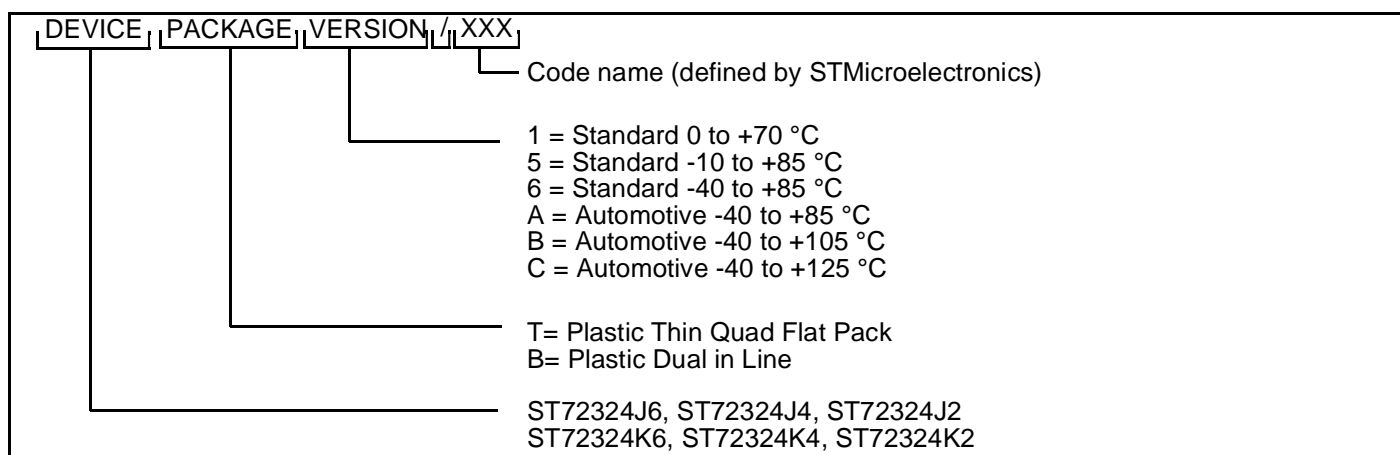 DEVICE PACKAGE VERSION / XXX
Code name (defined by STMicroelectronics)
1 = Standard 0 to +70 °C
5 = Standard -10 to +85 °C
6 = Standard -40 to +85 °C
A = Automotive -40 to +85 °C
B = Automotive -40 to +105 °C
C = Automotive -40 to +125 °C
T= Plastic Thin Quad Flat Pack
B= Plastic Dual in Line
ST72324J6, ST72324J4, ST72324J2
ST72324K6, ST72324K4, ST72324K2